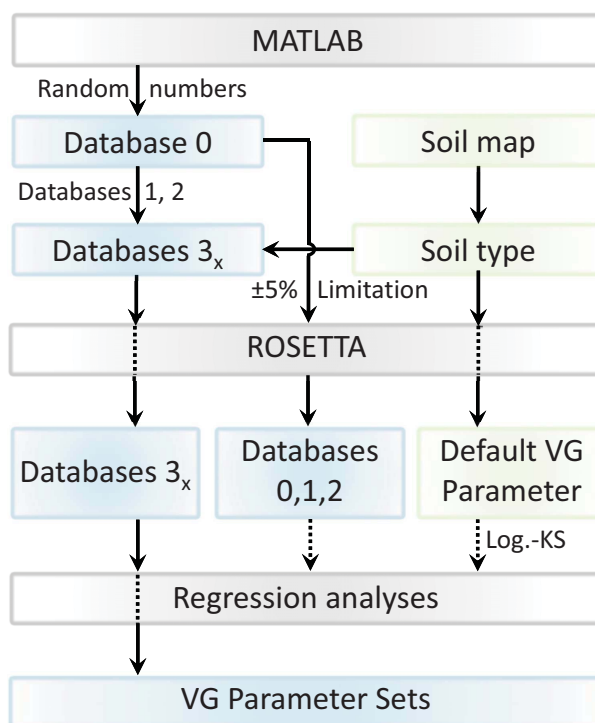 MATLAB
Random numbers
Database 0
Soil map
Databases 1, 2
Databases 3x
Soil type
±5% Limitation
ROSETTA
Databases 3x
Databases
0,1,2
Default VG
Parameter
Log.-KS
Regression analyses
VG Parameter Sets